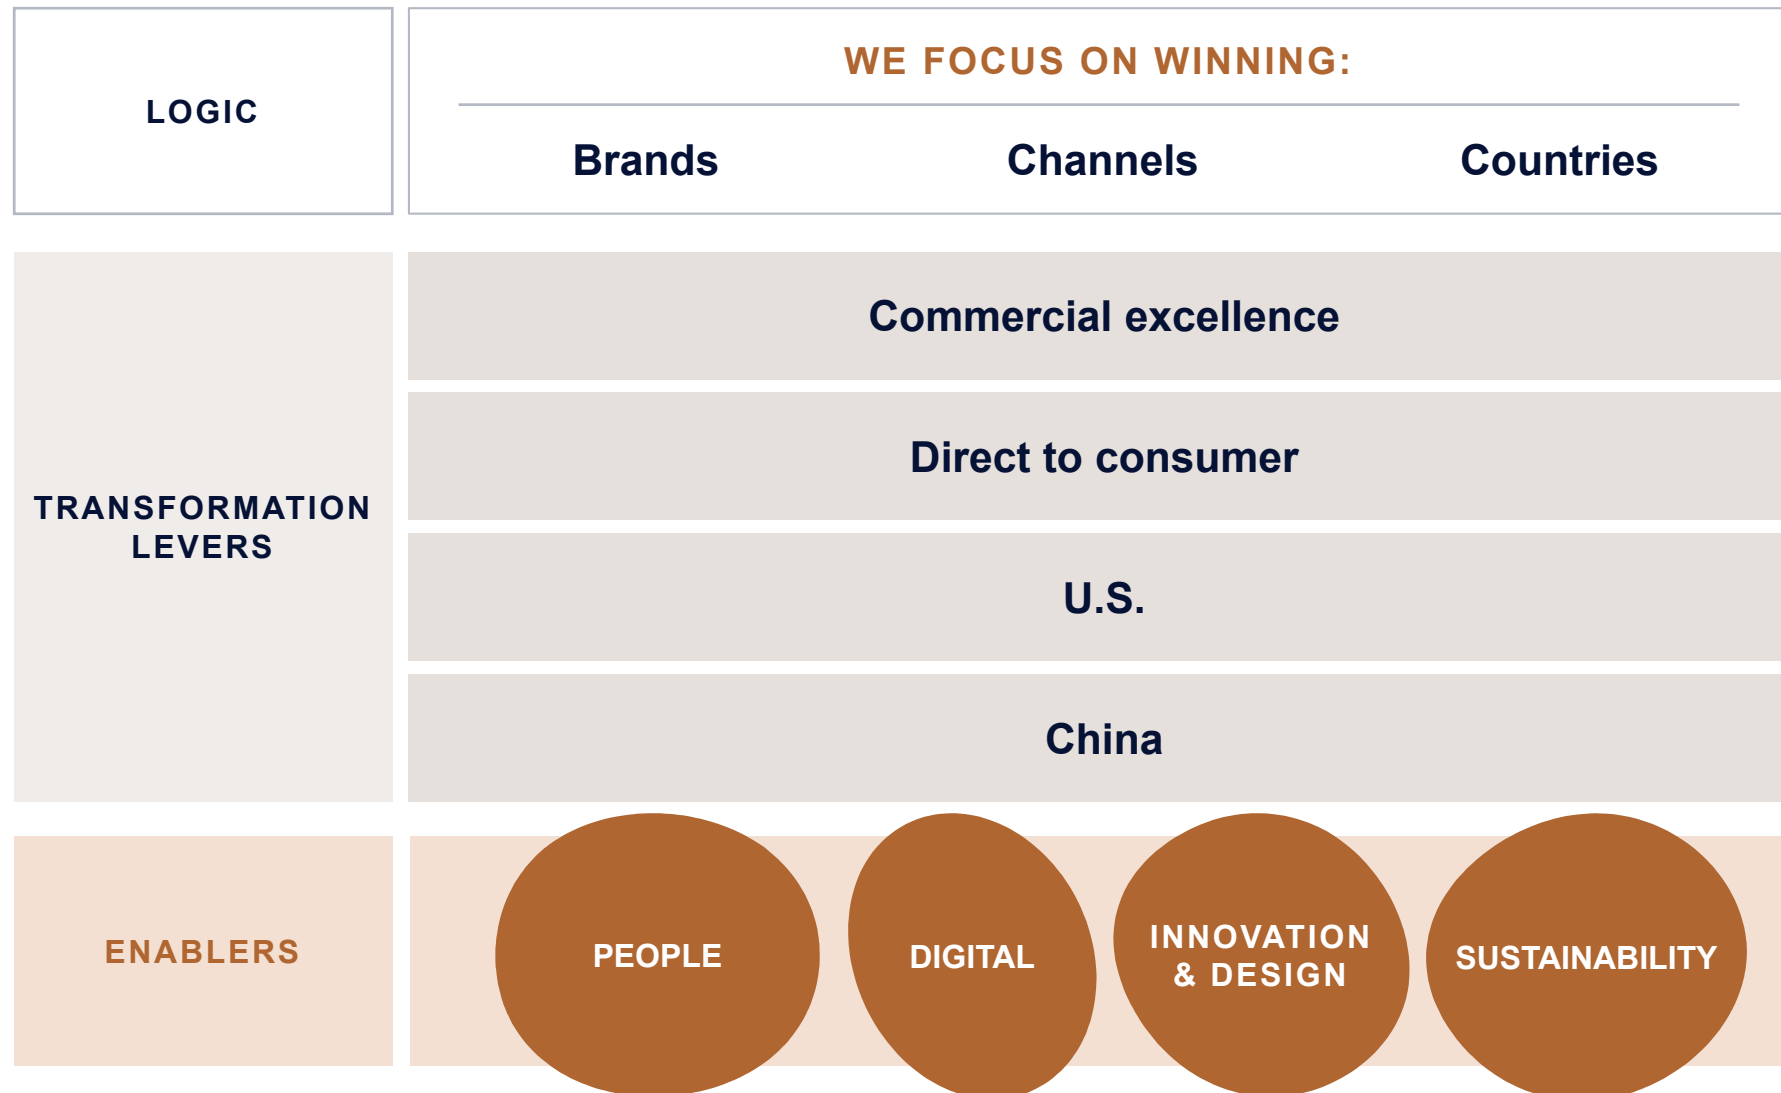 LOGIC
WE FOCUS ON WINNING:
Brands
Channels
Countries
TRANSFORMATION
LEVERS
Commercial excellence
Direct to consumer
U.S.
China
ENABLERS
PEOPLE
DIGITAL
INNOVATION
& DESIGN
SUSTAINABILITY